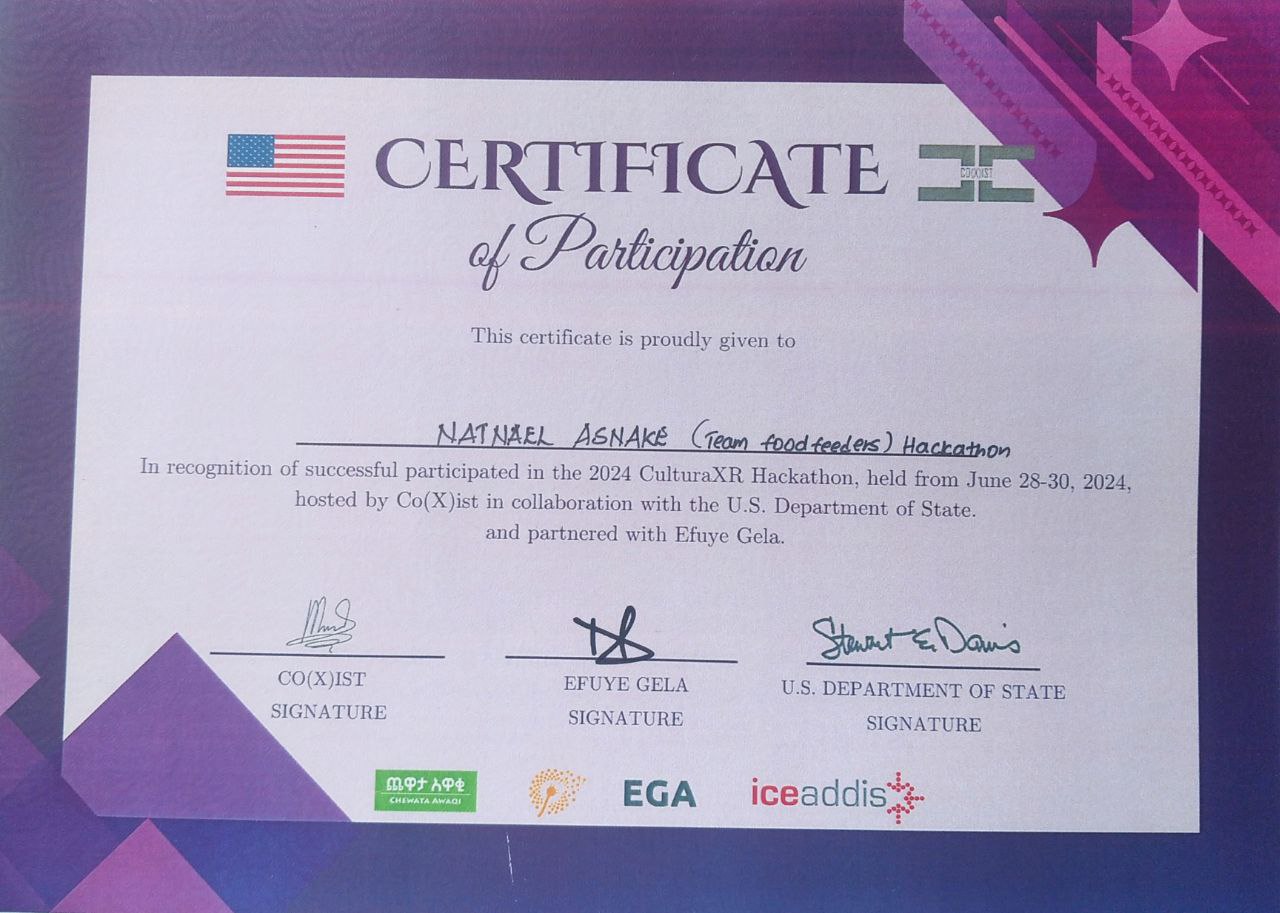 CERTIFICATE
CO(X)IST
of Participation
This certificate is proudly given to
NATNAEL ASNAKE (Team foodfeeders) Hackathon
In recognition of successful participated in the 2024 CulturaXR Hackathon, held from June 28-30, 2024,
hosted by Co(X)ist in collaboration with the U.S. Department of State.
and partnered with Efuye Gela.
Stewart E. Davis
CO(X)IST
SIGNATURE
EFUYE GELA
SIGNATURE
U.S. DEPARTMENT OF STATE
SIGNATURE
ጨዋታ አዋቂ
CHEWATA AWAQI
EGA
iceaddis